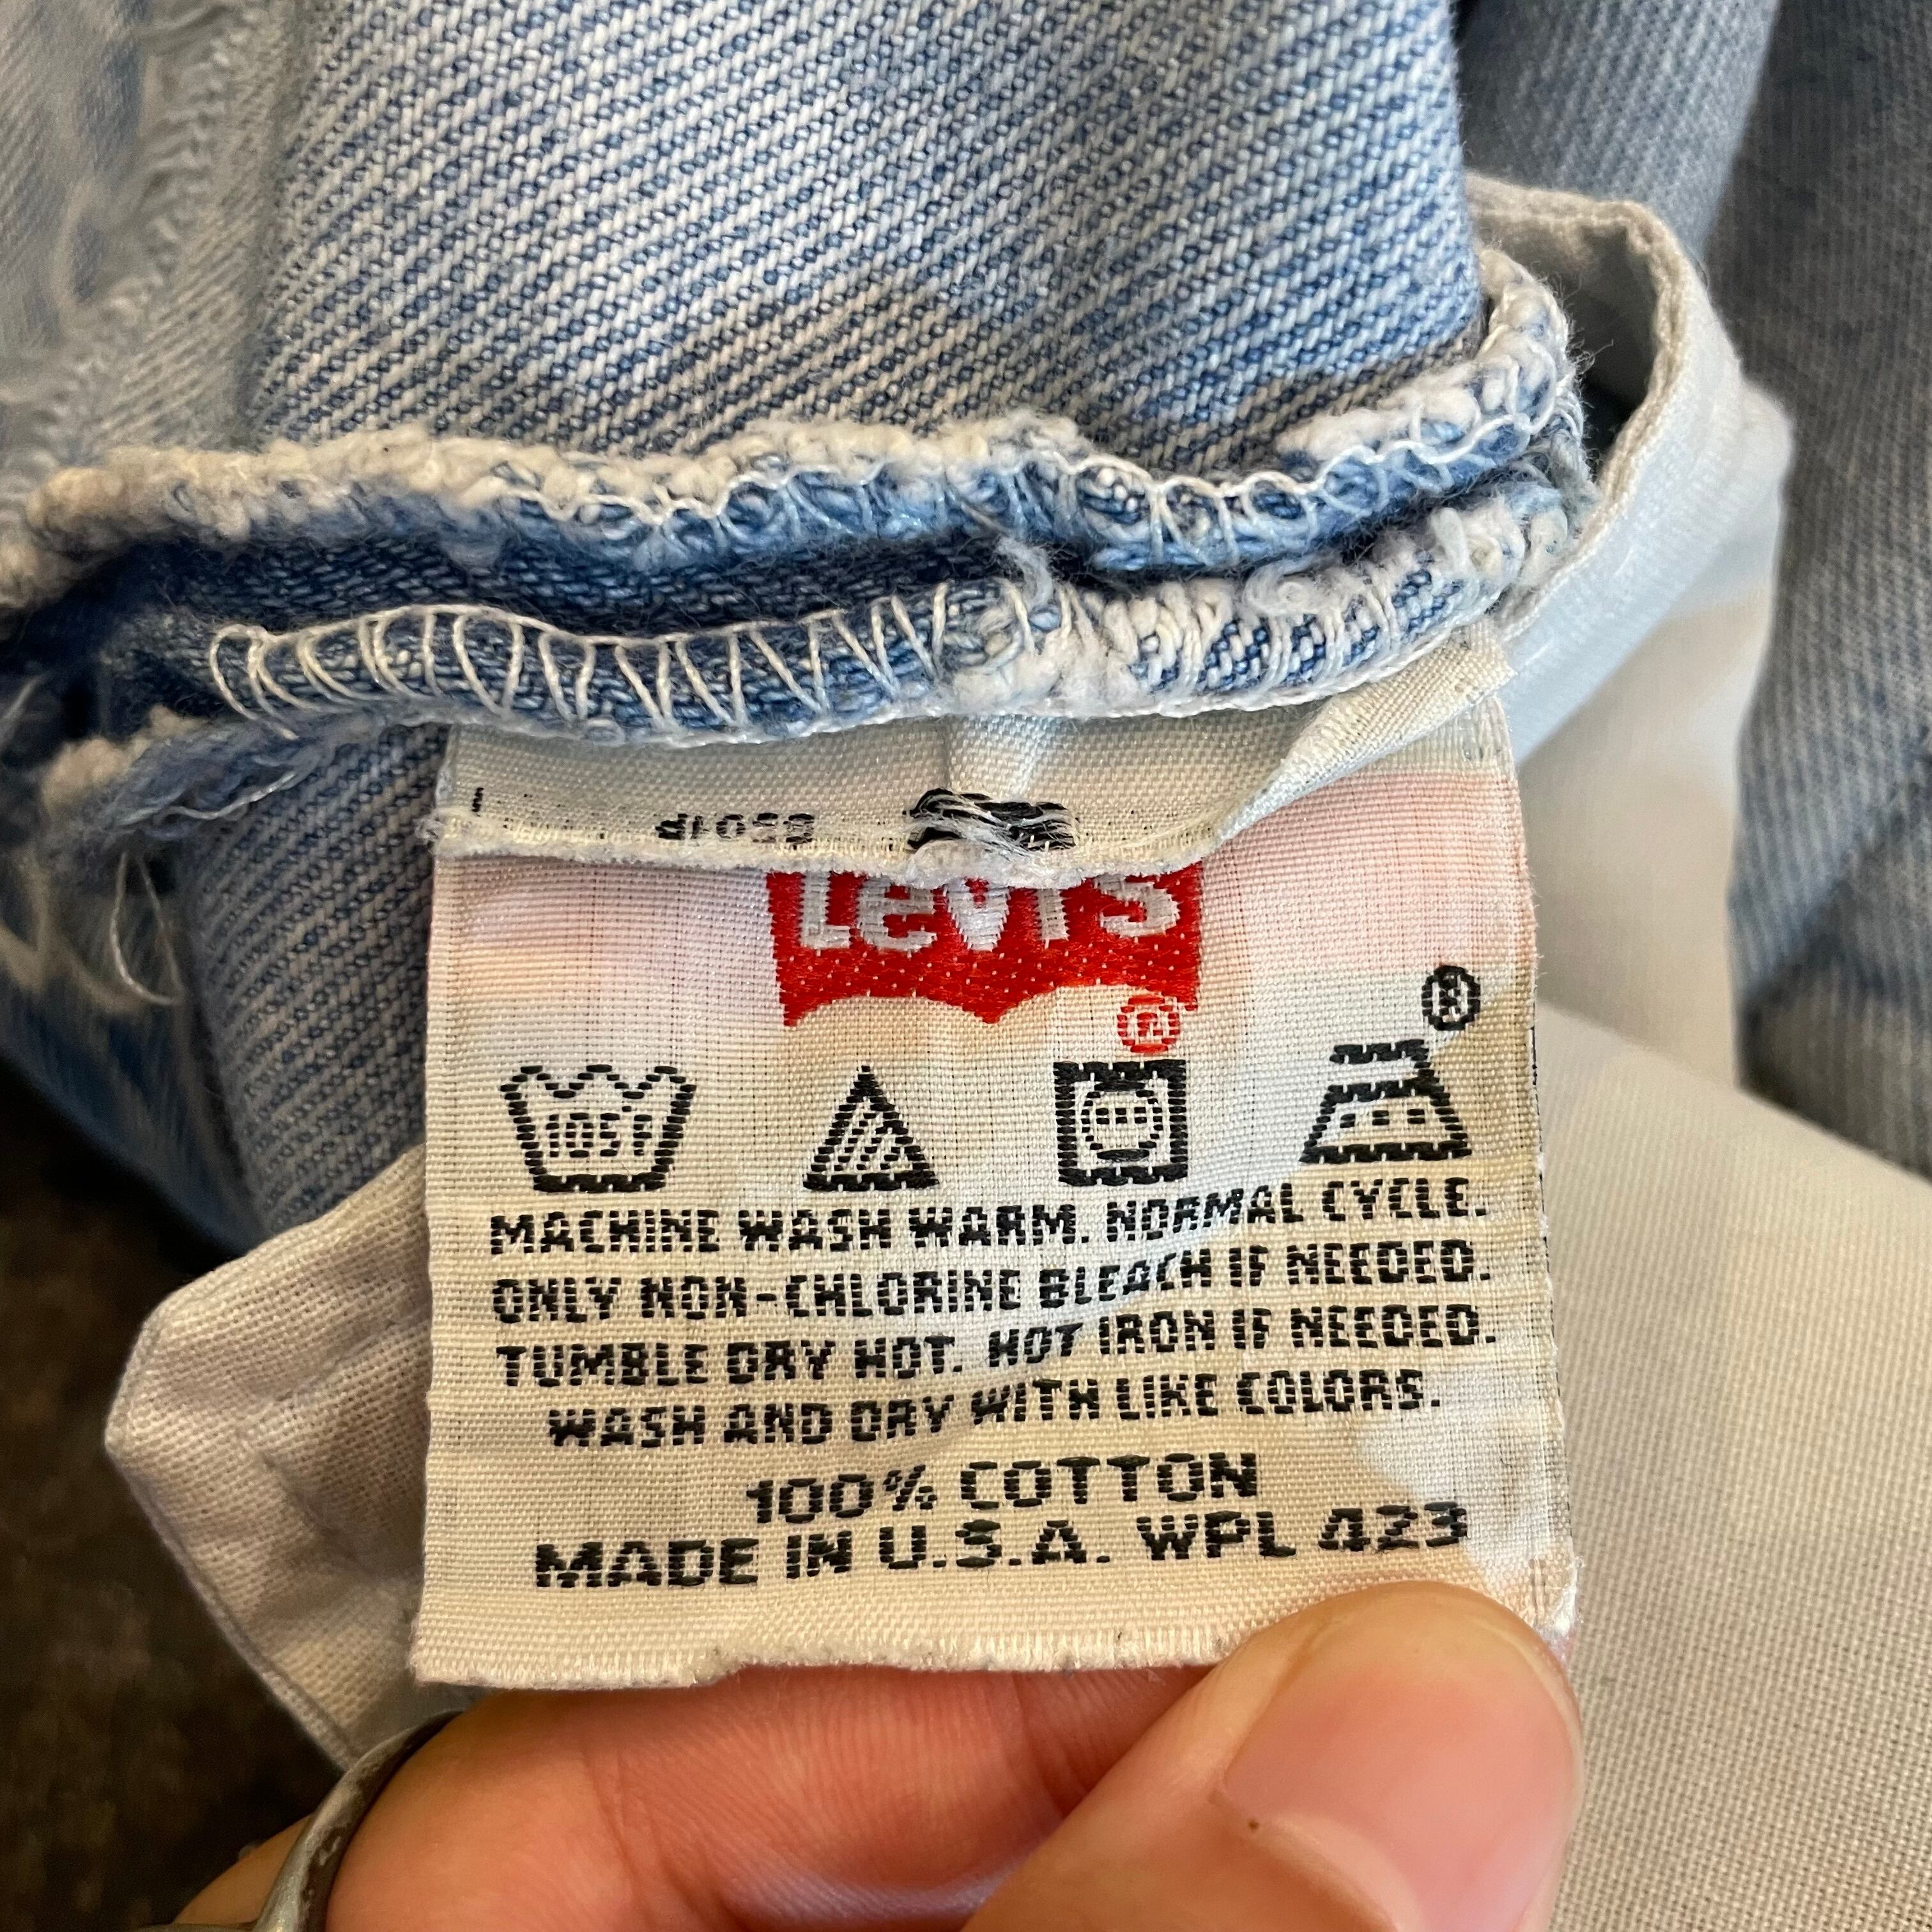 Levi's
®
®
105F
MACHINE WASH WARM. NORMAL CYCLE.
ONLY NON-CHLORINE BLEACH IF NEEDED.
TUMBLE DRY HOT. HOT IRON IF NEEDED.
WASH AND DRY WITH LIKE COLORS.
100% COTTON
MADE IN U.S.A. WPL 423